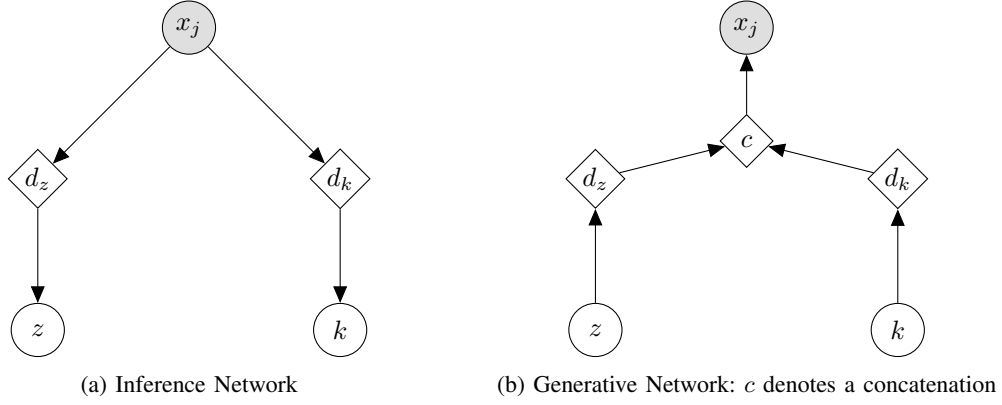 x_j
x_j
c
d_z
d_k
d_z
d_k
z
k
z
k
(a) Inference Network
(b) Generative Network: c denotes a concatenation